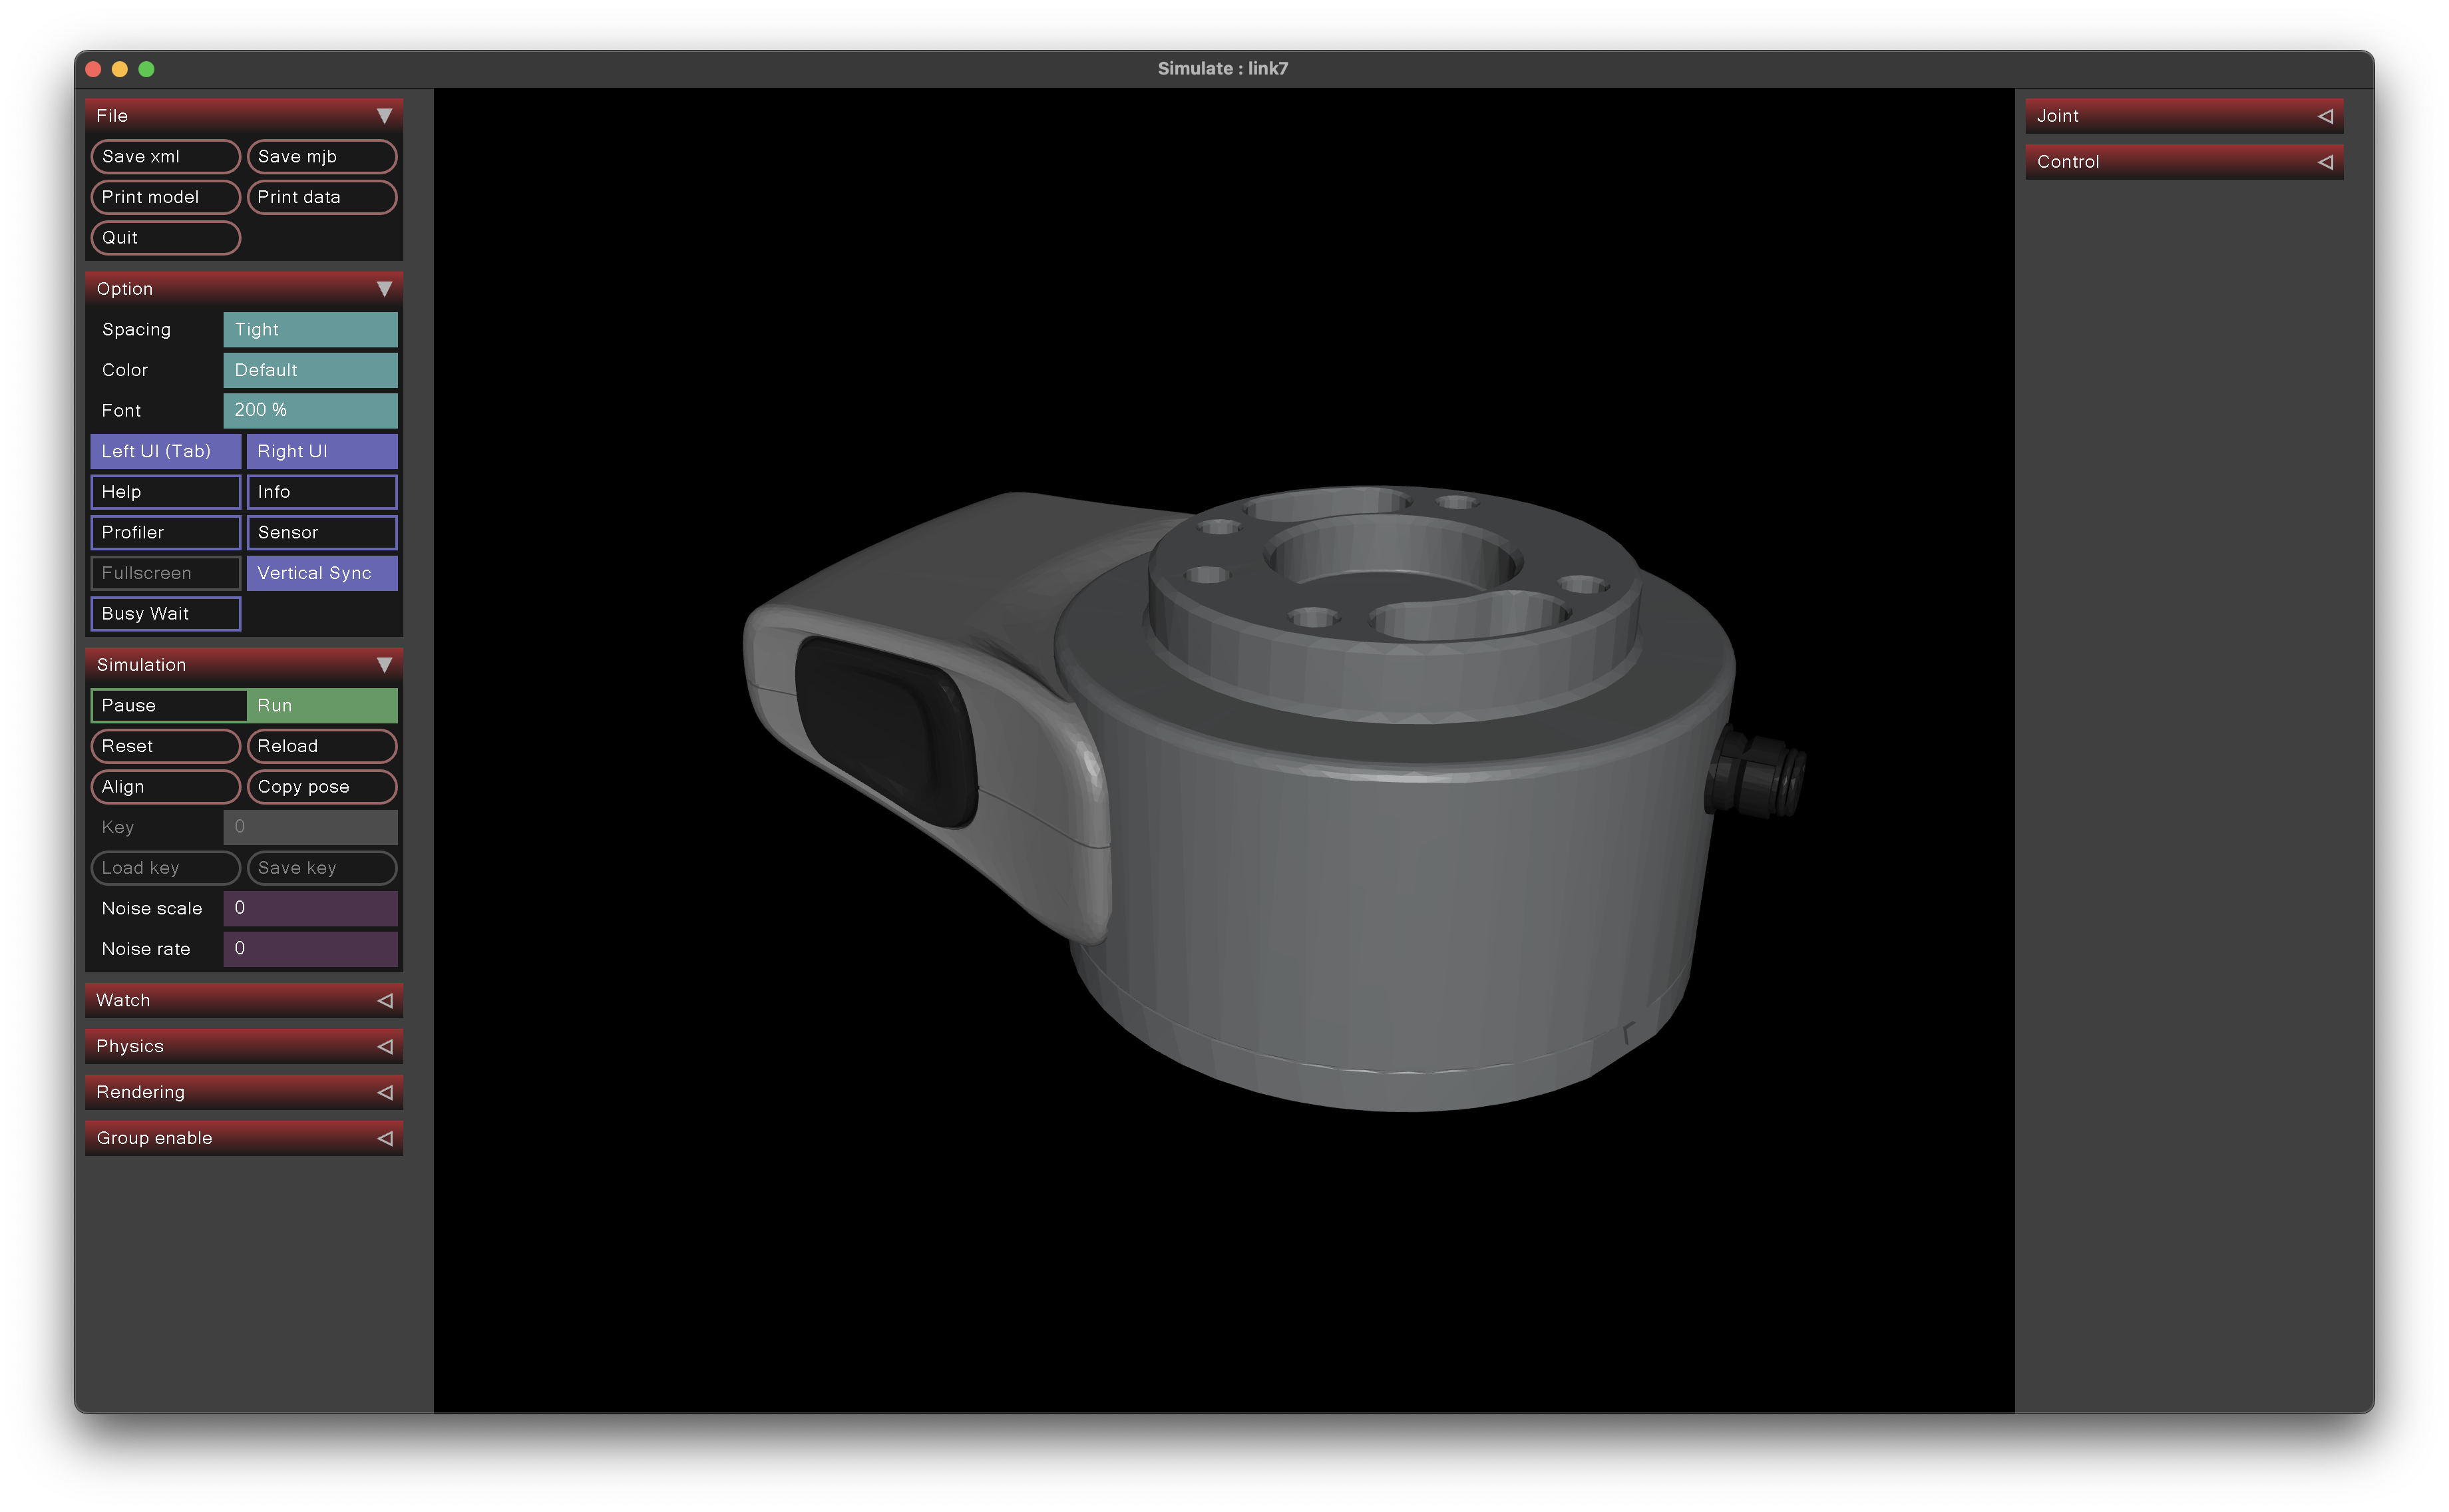 Simulate : link7
File
Save xml Save mjb
Print model Print data
Quit
Option
Spacing Tight
Color Default
Font 200 %
Left UI (Tab) Right UI
Help Info
Profiler Sensor
Fullscreen Vertical Sync
Busy Wait
Simulation
Pause Run
Reset Reload
Align Copy pose
Key 0
Load key Save key
Noise scale 0
Noise rate 0
Watch
Physics
Rendering
Group enable
Joint
Control